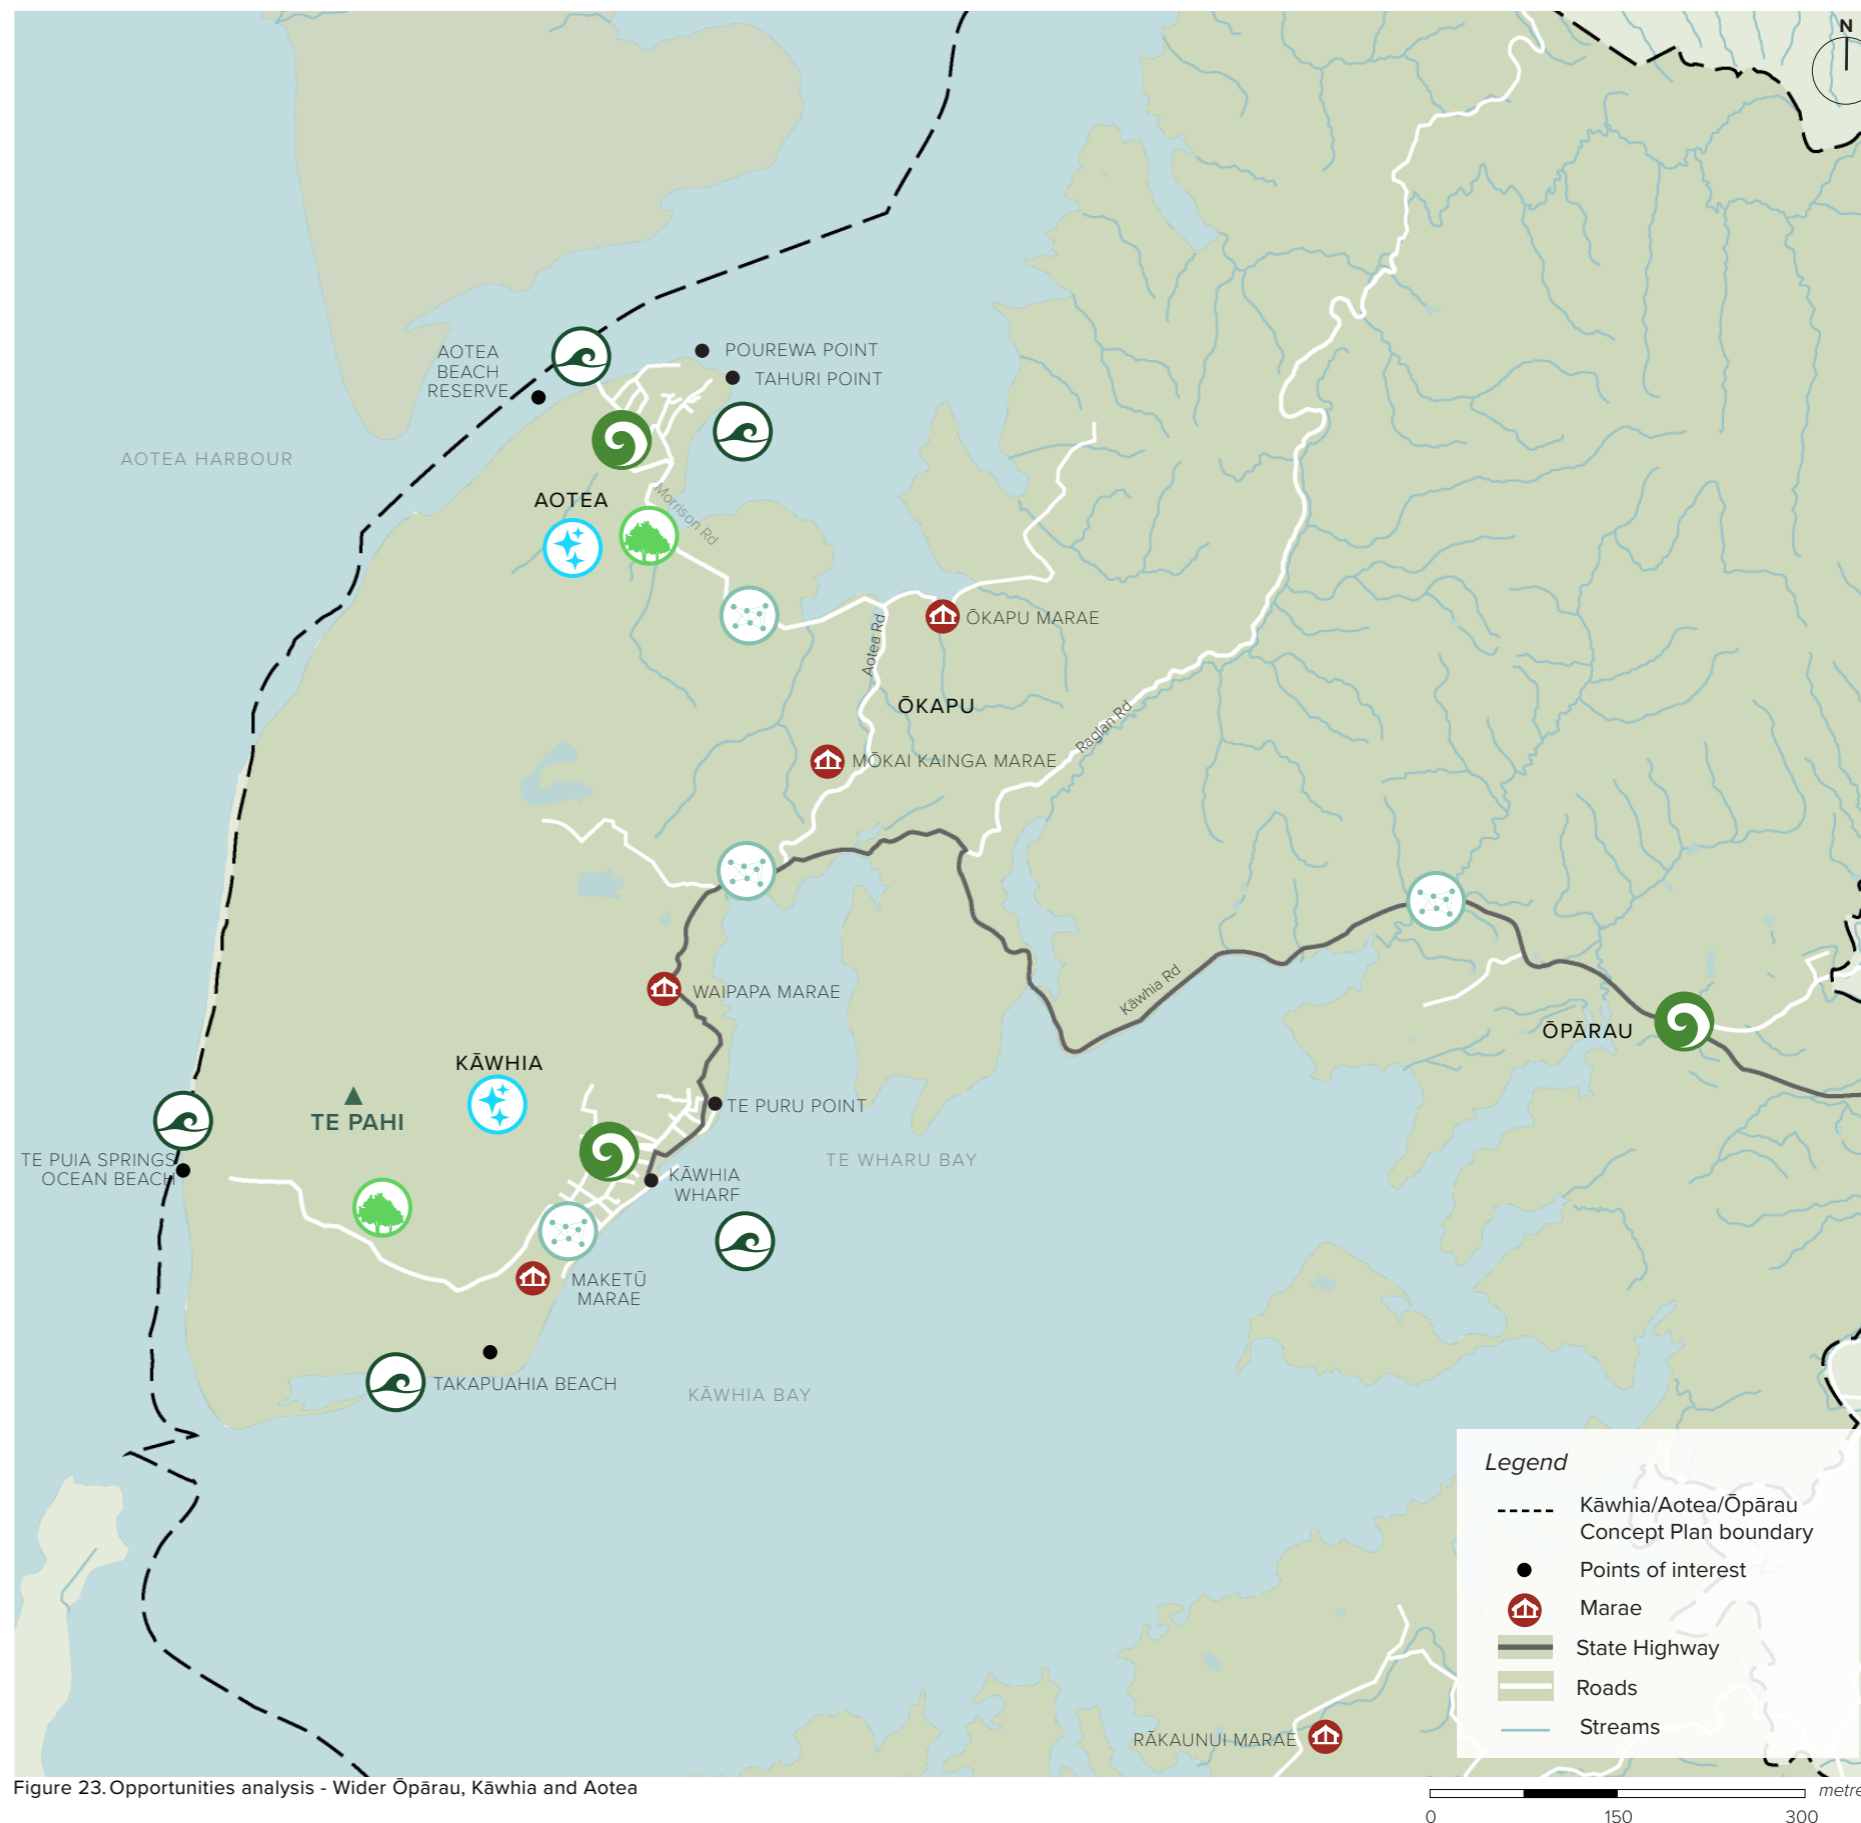 N
AOTEA
BEACH
RESERVE
POUREWA POINT
TAHURI POINT
AOTEA HARBOUR
AOTEA
Morrison Rd
Aotea Rd
ŌKAPU MARAE
ŌKAPU
Raglan Rd
MŌKAI KAINGA MARAE
WAIPAPA MARAE
Kāwhia Rd
ŌPĀRAU
KĀWHIA
TE PAHI
TE PURU POINT
TE PUIA SPRINGS
OCEAN BEACH
TE WHARU BAY
KĀWHIA
WHARF
MAKETŪ
MARAE
TAKAPUAHIA BEACH
KĀWHIA BAY
RĀKAUNUI MARAE
Legend
Kāwhia/Aotea/Ōpārau
Concept Plan boundary
Points of interest
Marae
State Highway
Roads
Streams
Figure 23. Opportunities analysis - Wider Ōpārau, Kāwhia and Aotea
metre
0 150 300